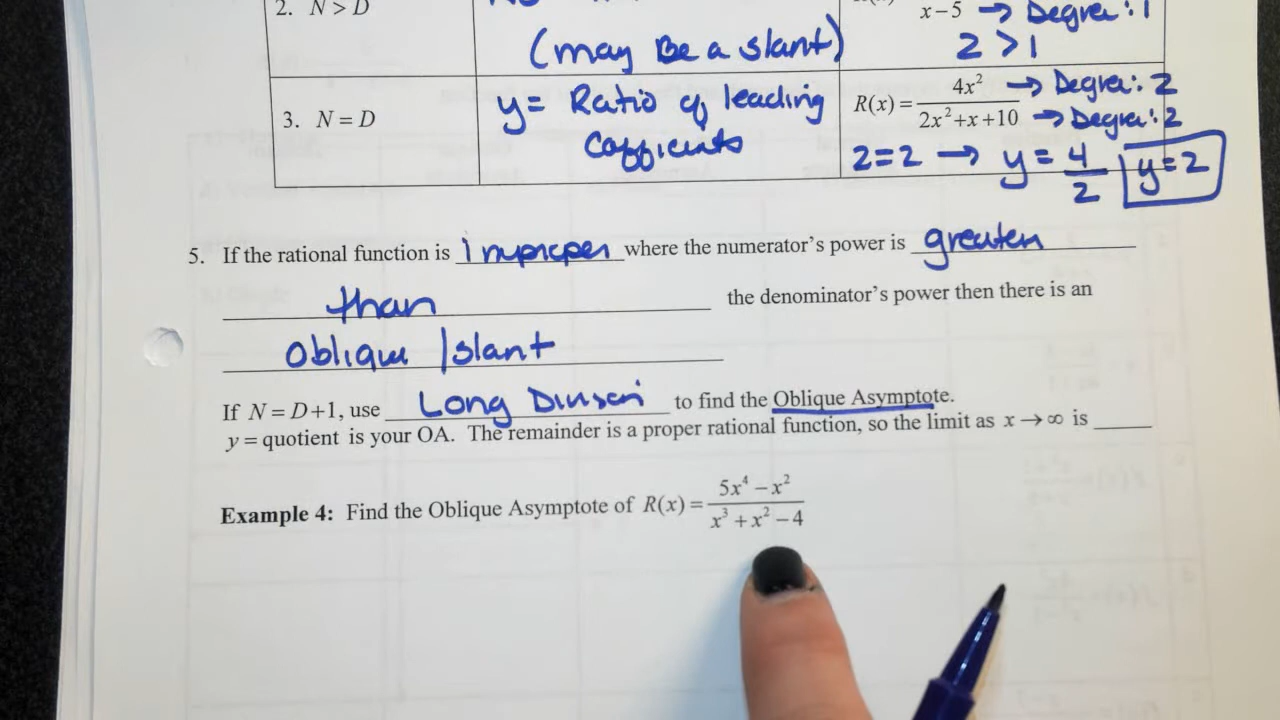 2. N > D
x−5 → Degree: 1
(may Be a slant)
2 > 1
3. N = D
y = Ratio of leading coefficients
R(x) = 4x²/(2x²+x+10) → Degree: 2 → Degree: 2
2=2 → y = 4/2 y=2
5. If the rational function is improper where the numerator's power is greater
than the denominator's power then there is an
Oblique /slant
If N = D+1, use Long Division to find the Oblique Asymptote.
y = quotient is your OA. The remainder is a proper rational function, so the limit as x → ∞ is ____
Example 4: Find the Oblique Asymptote of R(x) = (5x⁴ − x²)/(x³ + x² − 4)